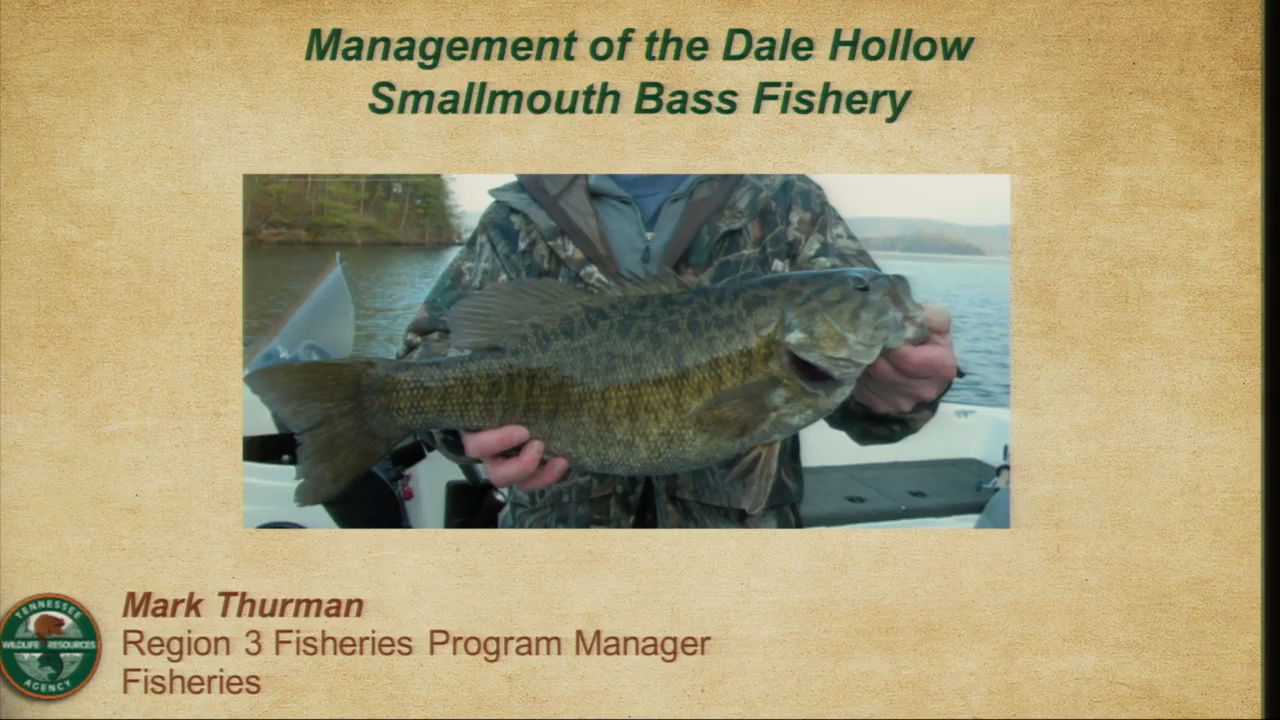 Management of the Dale Hollow
Smallmouth Bass Fishery
Mark Thurman
Region 3 Fisheries Program Manager
Fisheries
TENNESSEE
WILDLIFE RESOURCES
AGENCY